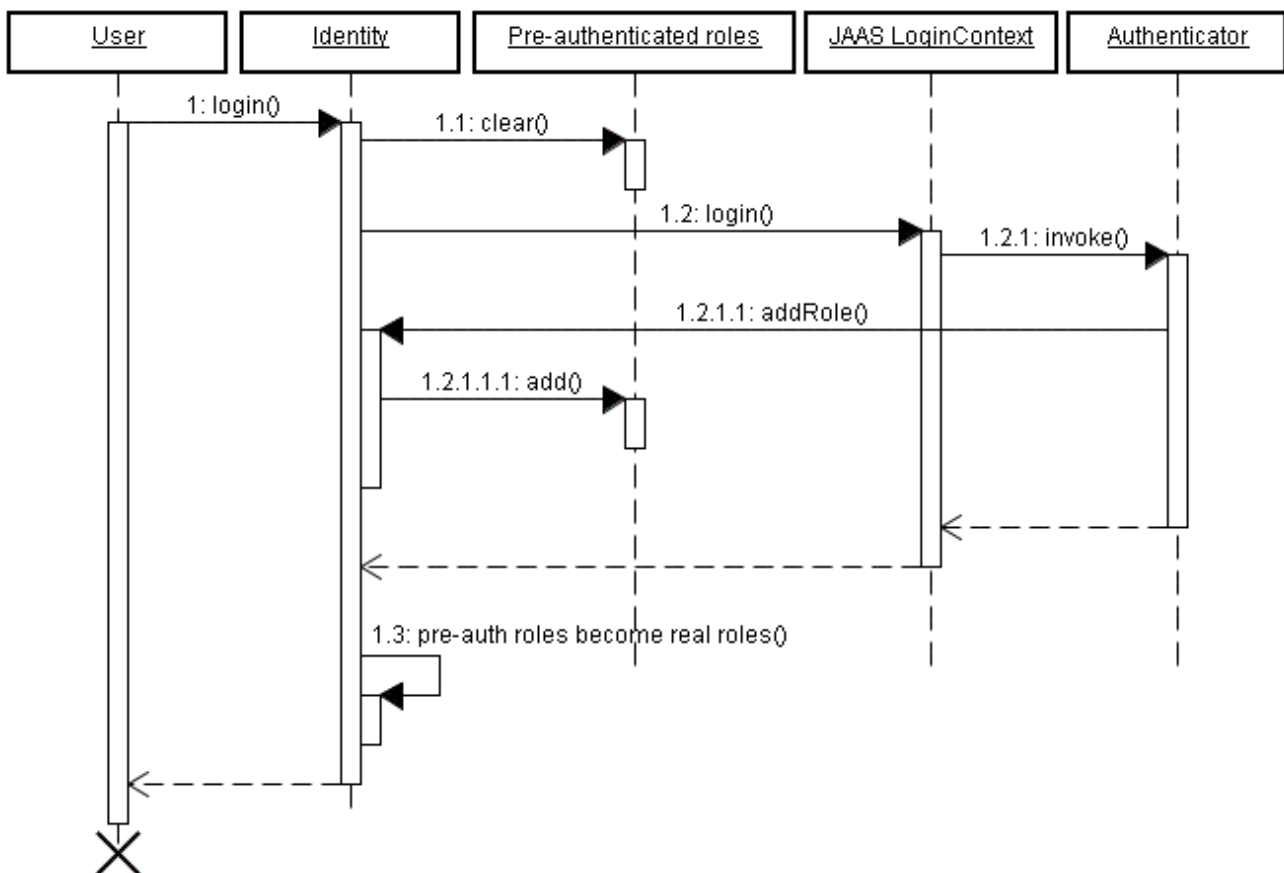 User
Identity
Pre-authenticated roles
JAAS LoginContext
Authenticator
1: login()
1.1: clear()
1.2: login()
1.2.1: invoke()
1.2.1.1: addRole()
1.2.1.1.1: add()
1.3: pre-auth roles become real roles()